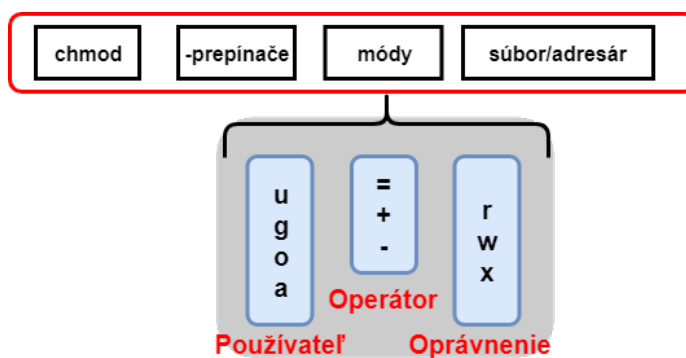 chmod
-prepínače
módy
súbor/adresár
u
g
o
a
=
+
-
r
w
x
Operátor
Používateľ
Oprávnenie